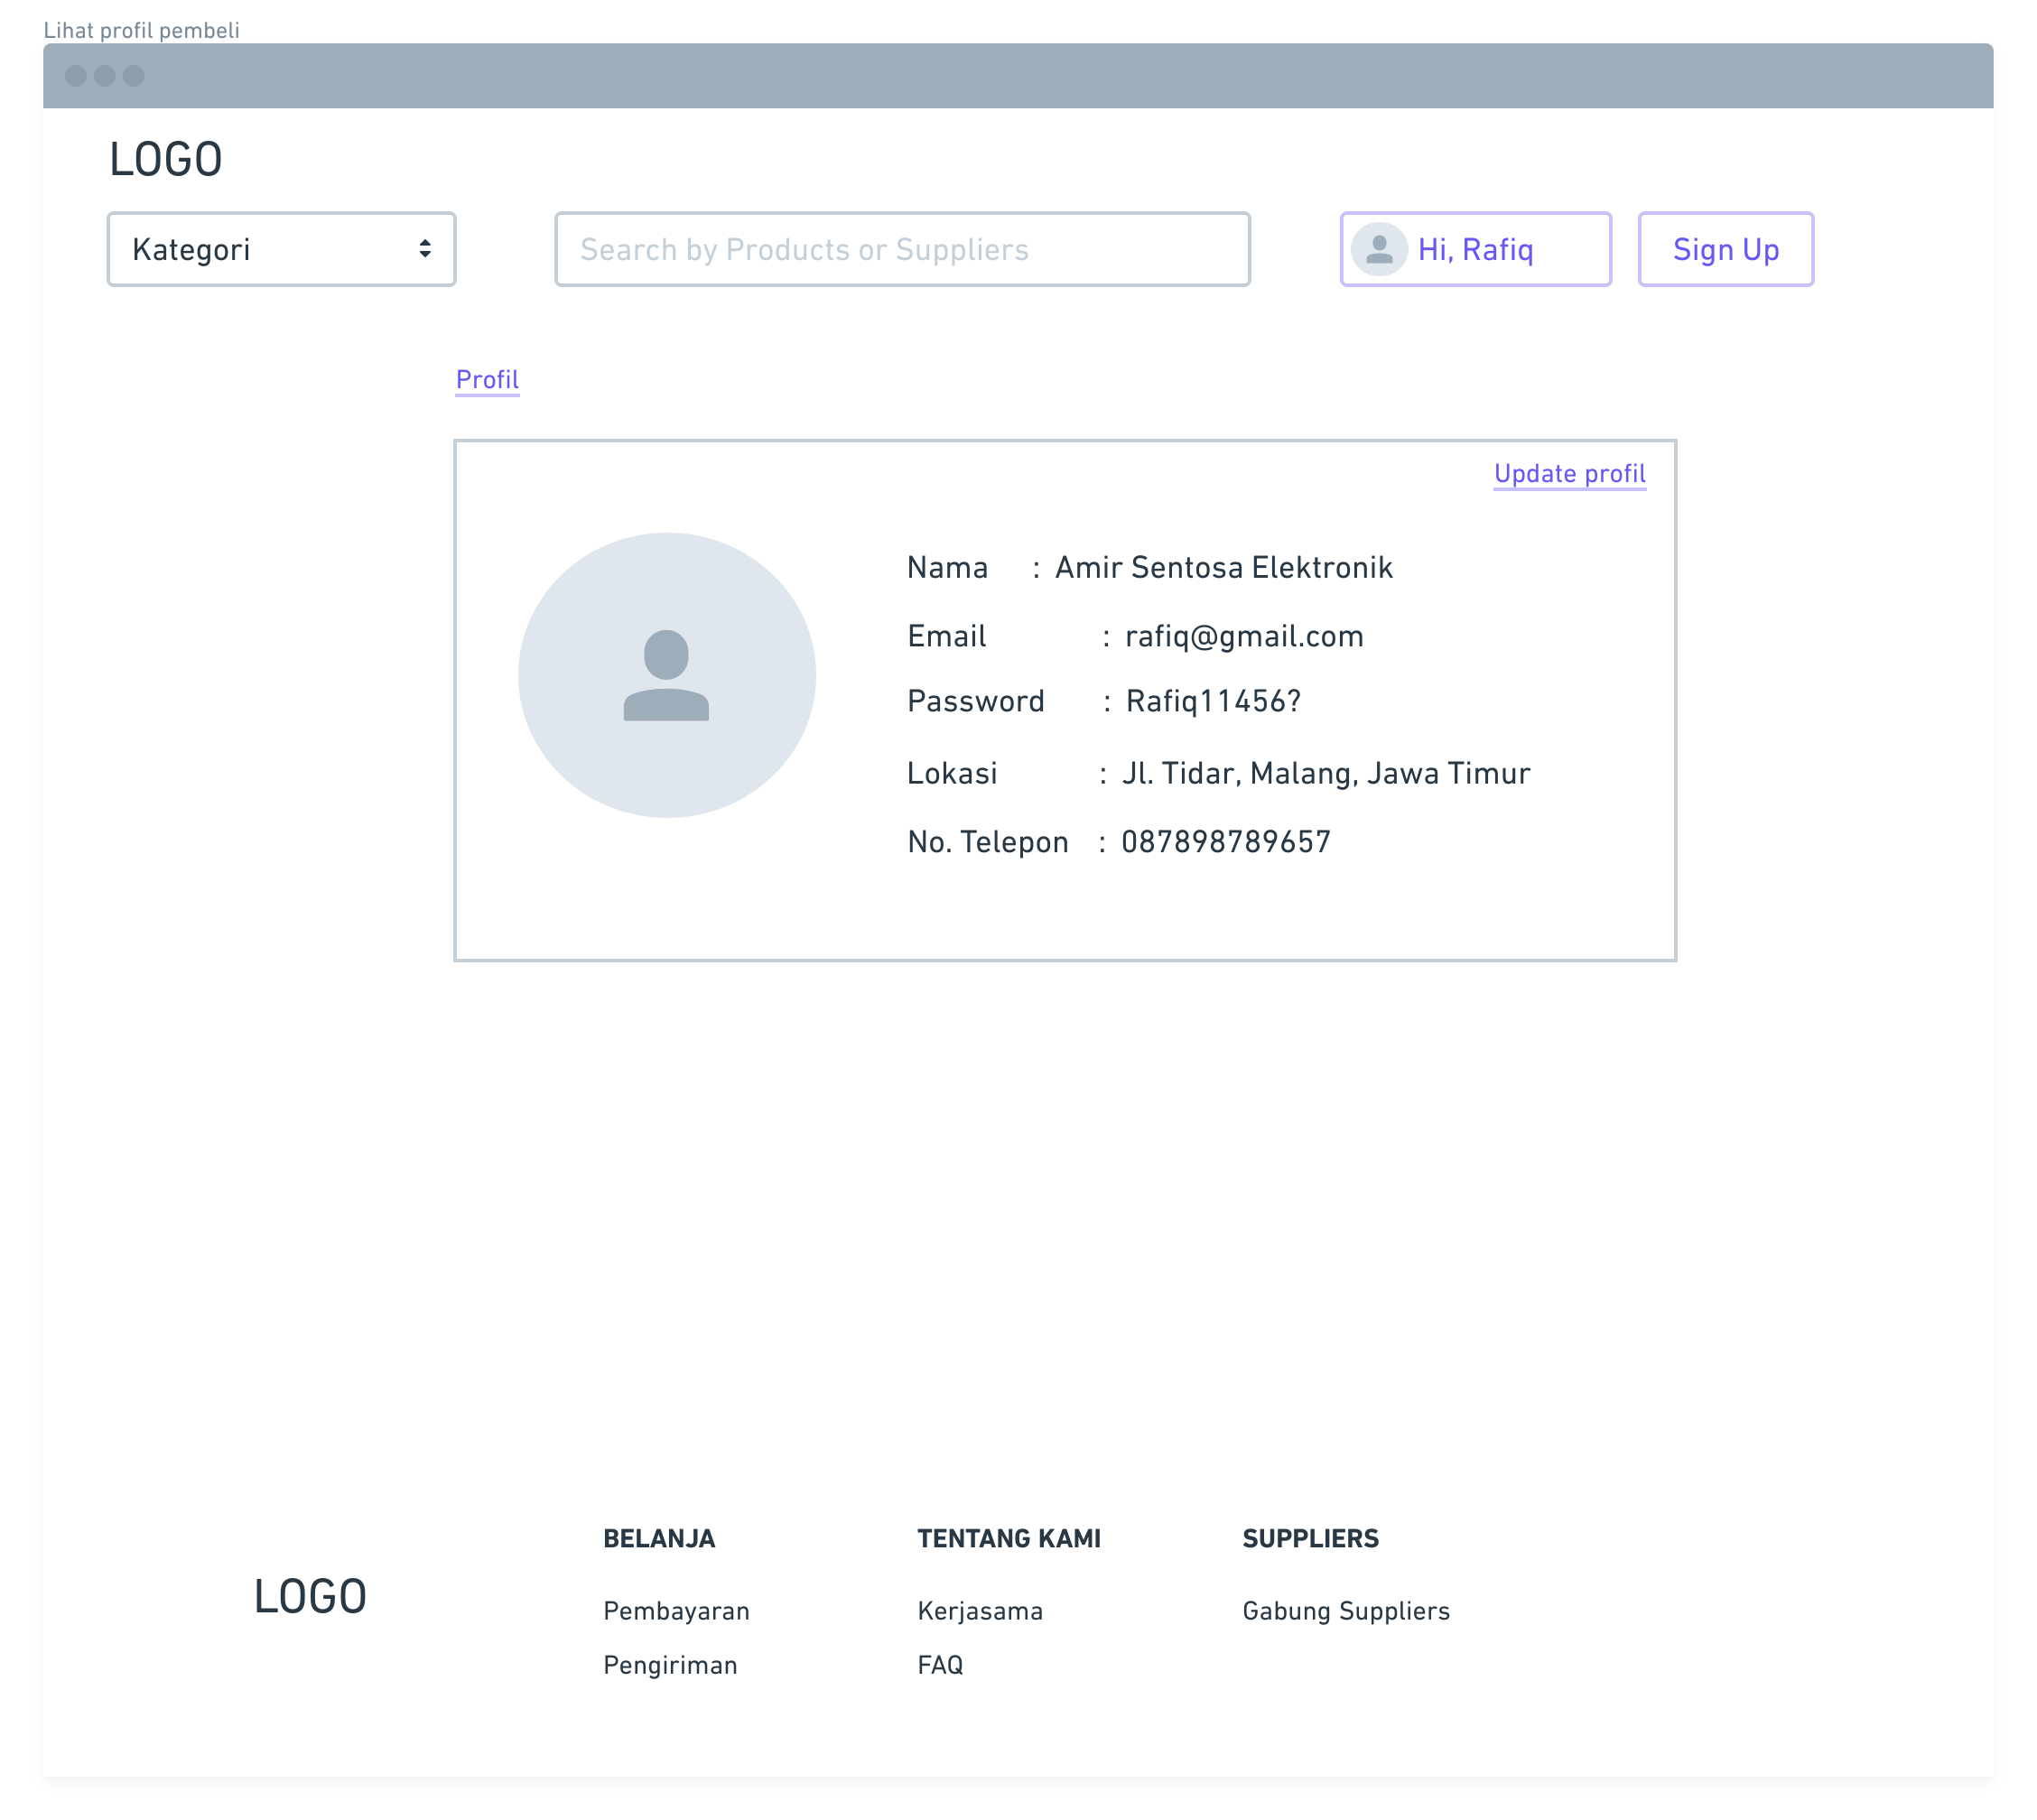 Lihat profil pembeli
LOGO
Kategori
Search by Products or Suppliers
Hi, Rafiq
Sign Up
Profil
Update profil
Nama : Amir Sentosa Elektronik
Email : rafiq@gmail.com
Password : Rafiq11456?
Lokasi : Jl. Tidar, Malang, Jawa Timur
No. Telepon : 087898789657
LOGO
BELANJA
Pembayaran
Pengiriman
TENTANG KAMI
Kerjasama
FAQ
SUPPLIERS
Gabung Suppliers